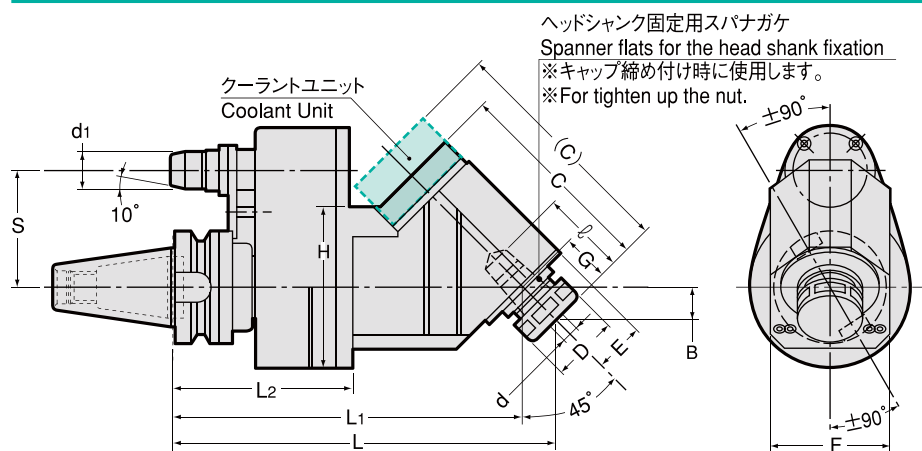 ヘッドシャンク固定用スパナガケ
Spanner flats for the head shank fixation
※キャップ締め付け時に使用します。
※For tighten up the nut.
クーラントユニット
Coolant Unit
d1
10°
S
H
(C)
C
ℓ
G
B
D
E
d
45°
L2
L1
L
±90°
±90°
F